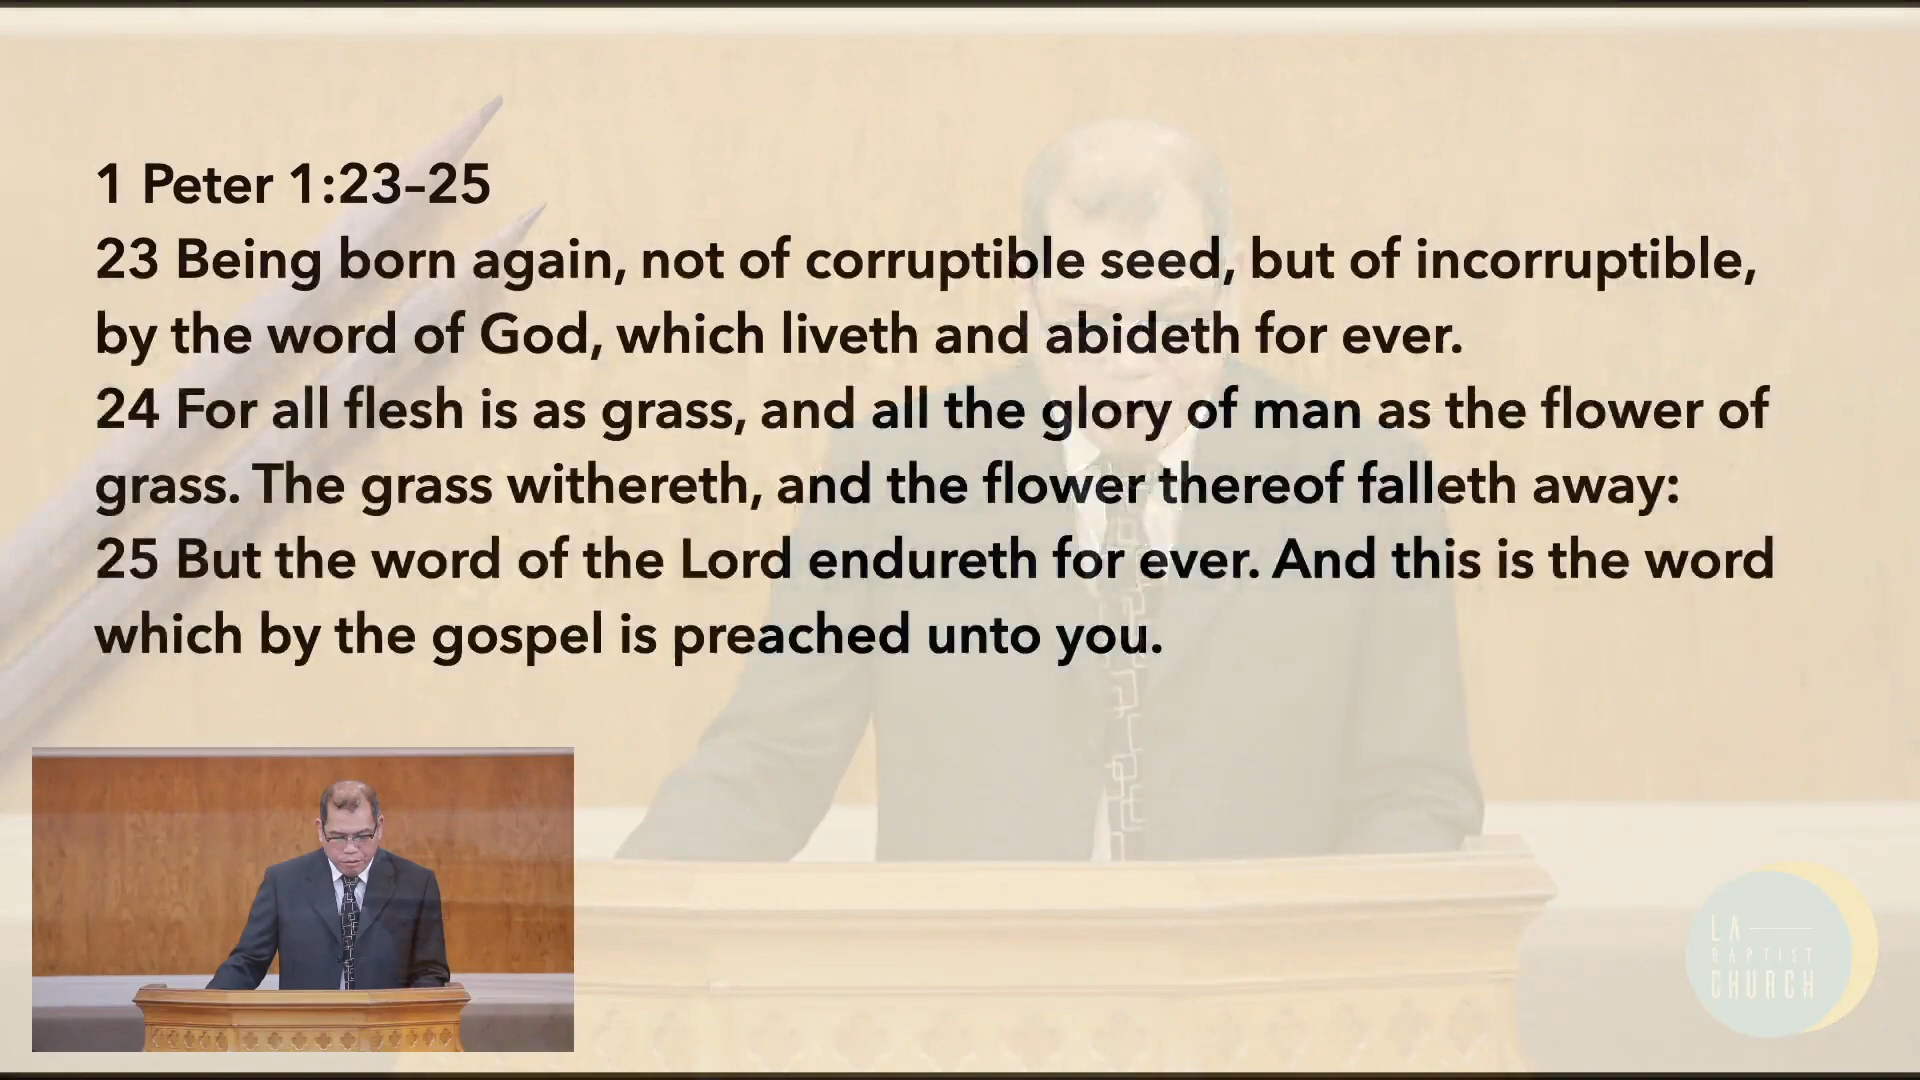 1 Peter 1:23–25
23 Being born again, not of corruptible seed, but of incorruptible,
by the word of God, which liveth and abideth for ever.
24 For all flesh is as grass, and all the glory of man as the flower of
grass. The grass withereth, and the flower thereof falleth away:
25 But the word of the Lord endureth for ever. And this is the word
which by the gospel is preached unto you.
LA
BAPTIST
CHURCH